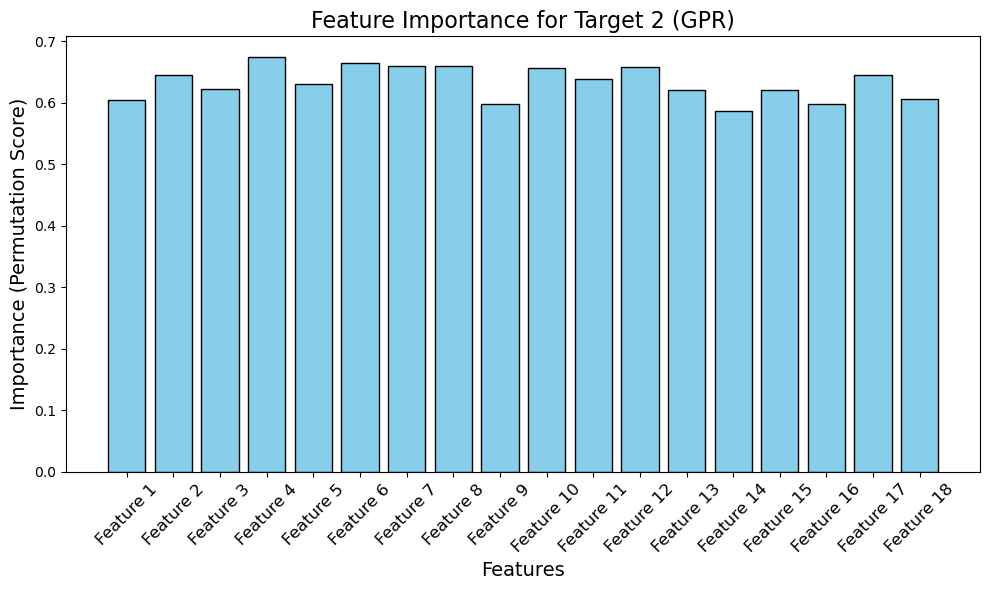 Feature Importance for Target 2 (GPR)
Importance (Permutation Score)
0.7
0.6
0.5
0.4
0.3
0.2
0.1
0.0
Feature 1
Feature 2
Feature 3
Feature 4
Feature 5
Feature 6
Feature 7
Feature 8
Feature 9
Feature 10
Feature 11
Feature 12
Feature 13
Feature 14
Feature 15
Feature 16
Feature 17
Feature 18
Features